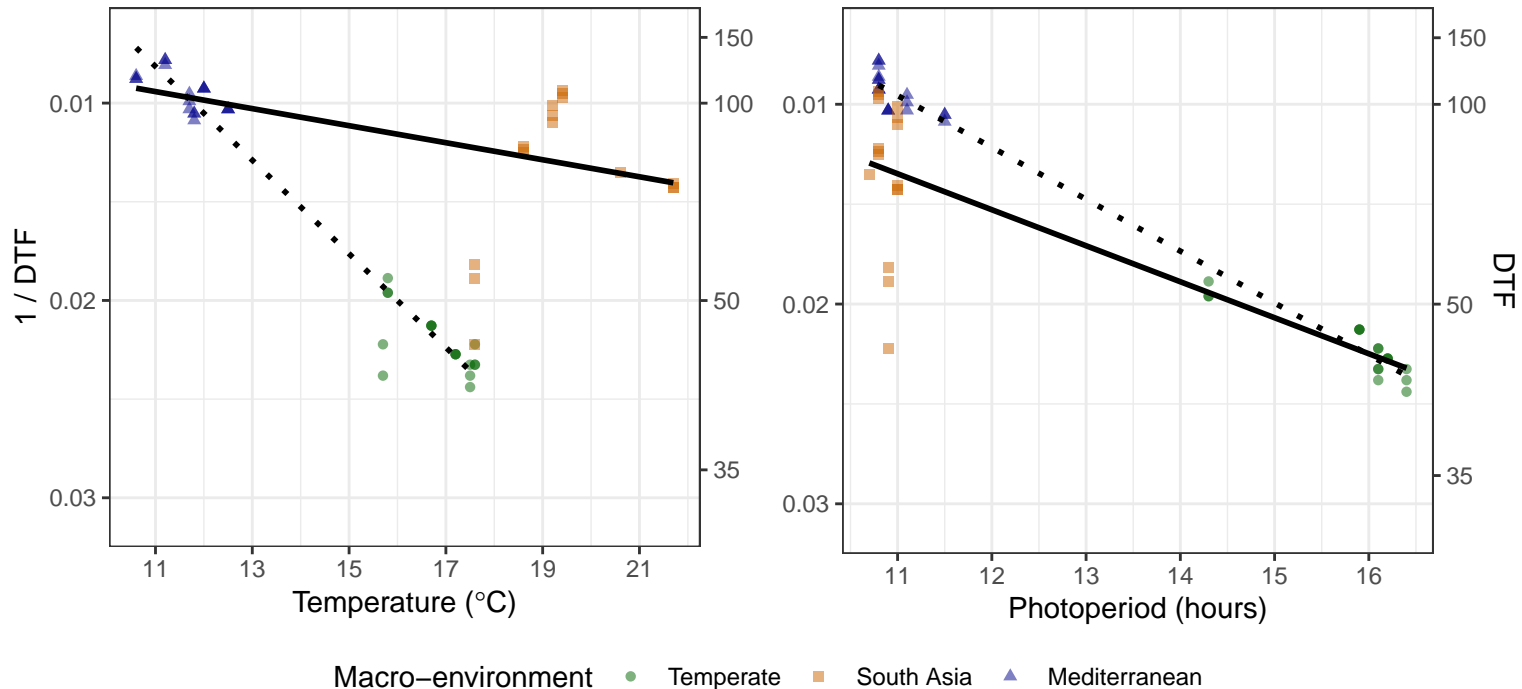 1 / DTF
0.01
0.02
0.03
150
100
50
35
11 13 15 17 19 21
Temperature (°C)
0.01
0.02
0.03
150
100
50
35
DTF
11 12 13 14 15 16
Photoperiod (hours)
Macro−environment Temperate South Asia Mediterranean